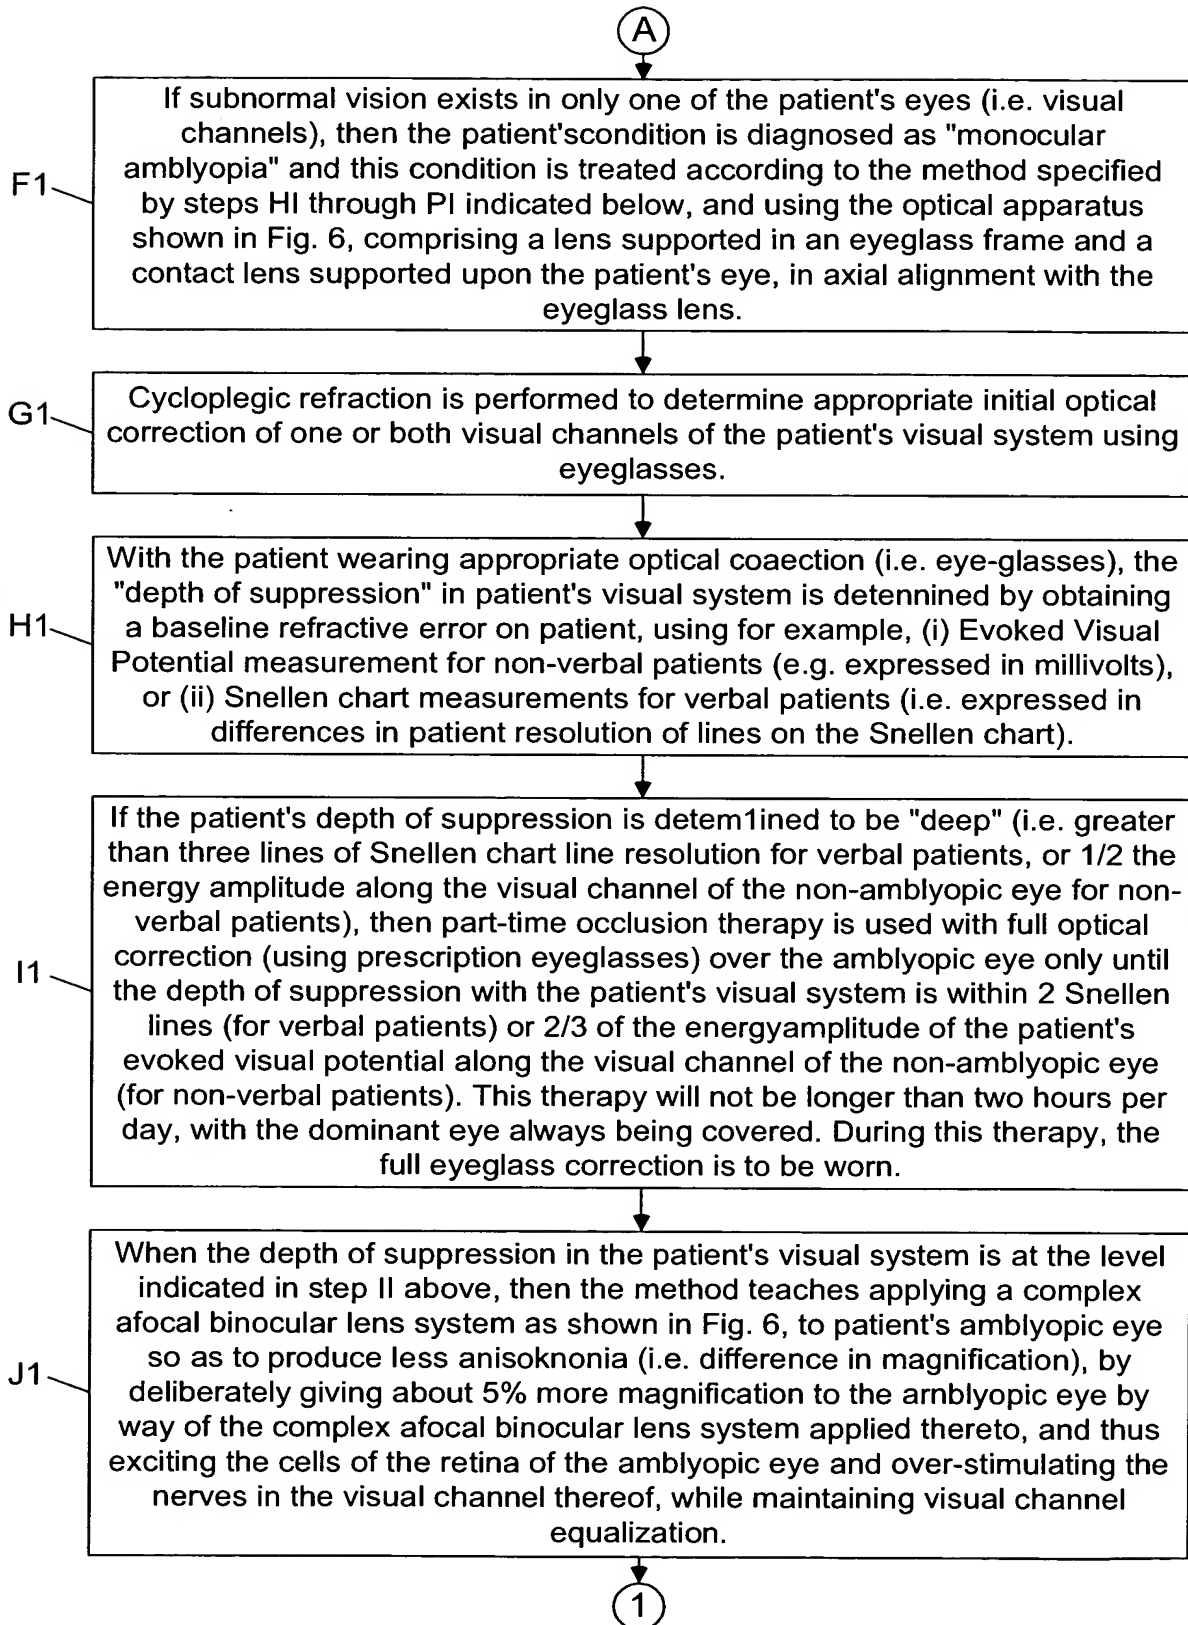 A
If subnormal vision exists in only one of the patient's eyes (i.e. visual
channels), then the patient'scondition is diagnosed as "monocular
amblyopia" and this condition is treated according to the method specified
by steps HI through PI indicated below, and using the optical apparatus
shown in Fig. 6, comprising a lens supported in an eyeglass frame and a
contact lens supported upon the patient's eye, in axial alignment with the
eyeglass lens.
F1
Cycloplegic refraction is performed to determine appropriate initial optical
correction of one or both visual channels of the patient's visual system using
eyeglasses.
G1
With the patient wearing appropriate optical coaection (i.e. eye-glasses), the
"depth of suppression" in patient's visual system is detennined by obtaining
a baseline refractive error on patient, using for example, (i) Evoked Visual
Potential measurement for non-verbal patients (e.g. expressed in millivolts),
or (ii) Snellen chart measurements for verbal patients (i.e. expressed in
differences in patient resolution of lines on the Snellen chart).
H1
If the patient's depth of suppression is detem1ined to be "deep" (i.e. greater
than three lines of Snellen chart line resolution for verbal patients, or 1/2 the
energy amplitude along the visual channel of the non-amblyopic eye for non-
verbal patients), then part-time occlusion therapy is used with full optical
correction (using prescription eyeglasses) over the amblyopic eye only until
the depth of suppression with the patient's visual system is within 2 Snellen
lines (for verbal patients) or 2/3 of the energyamplitude of the patient's
evoked visual potential along the visual channel of the non-amblyopic eye
(for non-verbal patients). This therapy will not be longer than two hours per
day, with the dominant eye always being covered. During this therapy, the
full eyeglass correction is to be worn.
I1
When the depth of suppression in the patient's visual system is at the level
indicated in step II above, then the method teaches applying a complex
afocal binocular lens system as shown in Fig. 6, to patient's amblyopic eye
so as to produce less anisoknonia (i.e. difference in magnification), by
deliberately giving about 5% more magnification to the arnblyopic eye by
way of the complex afocal binocular lens system applied thereto, and thus
exciting the cells of the retina of the amblyopic eye and over-stimulating the
nerves in the visual channel thereof, while maintaining visual channel
equalization.
J1
1